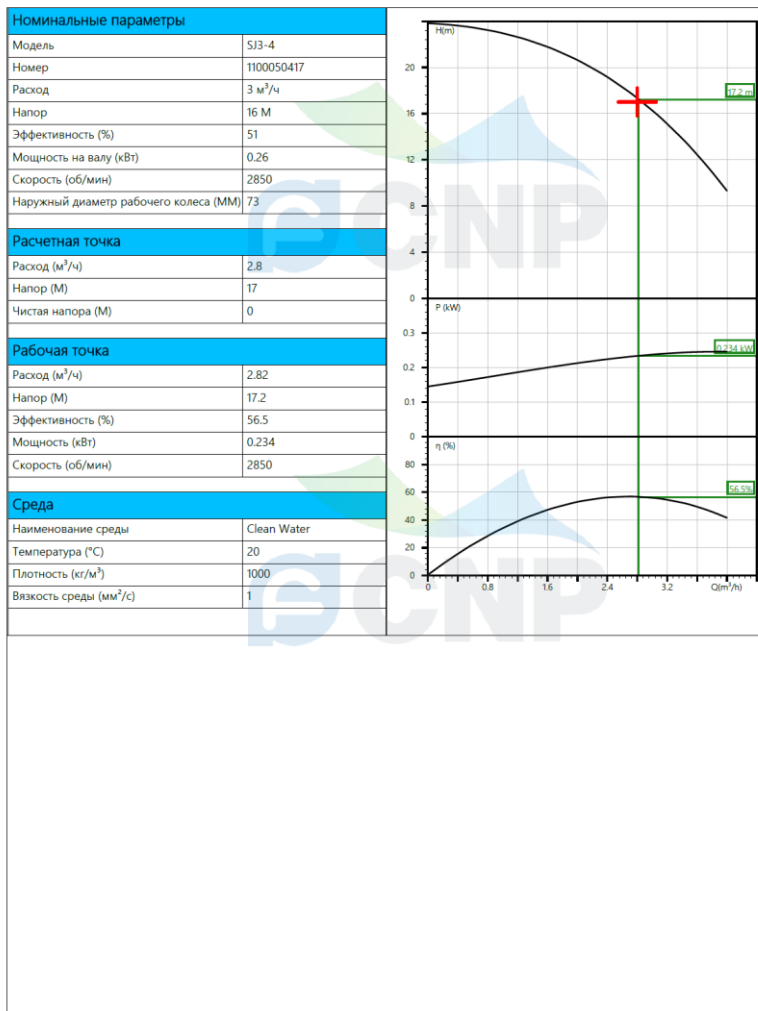 Номинальные параметры
Модель SJ3-4
Номер 1100050417
Расход 3 м³/ч
Напор 16 М
Эффективность (%) 51
Мощность на валу (кВт) 0.26
Скорость (об/мин) 2850
Наружный диаметр рабочего колеса (ММ) 73
Расчетная точка
Расход (м³/ч) 2.8
Напор (М) 17
Чистая напора (М) 0
Рабочая точка
Расход (м³/ч) 2.82
Напор (М) 17.2
Эффективность (%) 56.5
Мощность (кВт) 0.234
Скорость (об/мин) 2850
Среда
Наименование среды Clean Water
Температура (°C) 20
Плотность (кг/м³) 1000
Вязкость среды (мм²/с) 1
H(m)
20
17.2 m
16
12
8
4
0
P (kW)
0.3
0.234 kW
0.2
0.1
0
η (%)
80
60
56.5%
40
20
0
0 0.8 1.6 2.4 3.2 Q(m³/h)
CNP
CNP